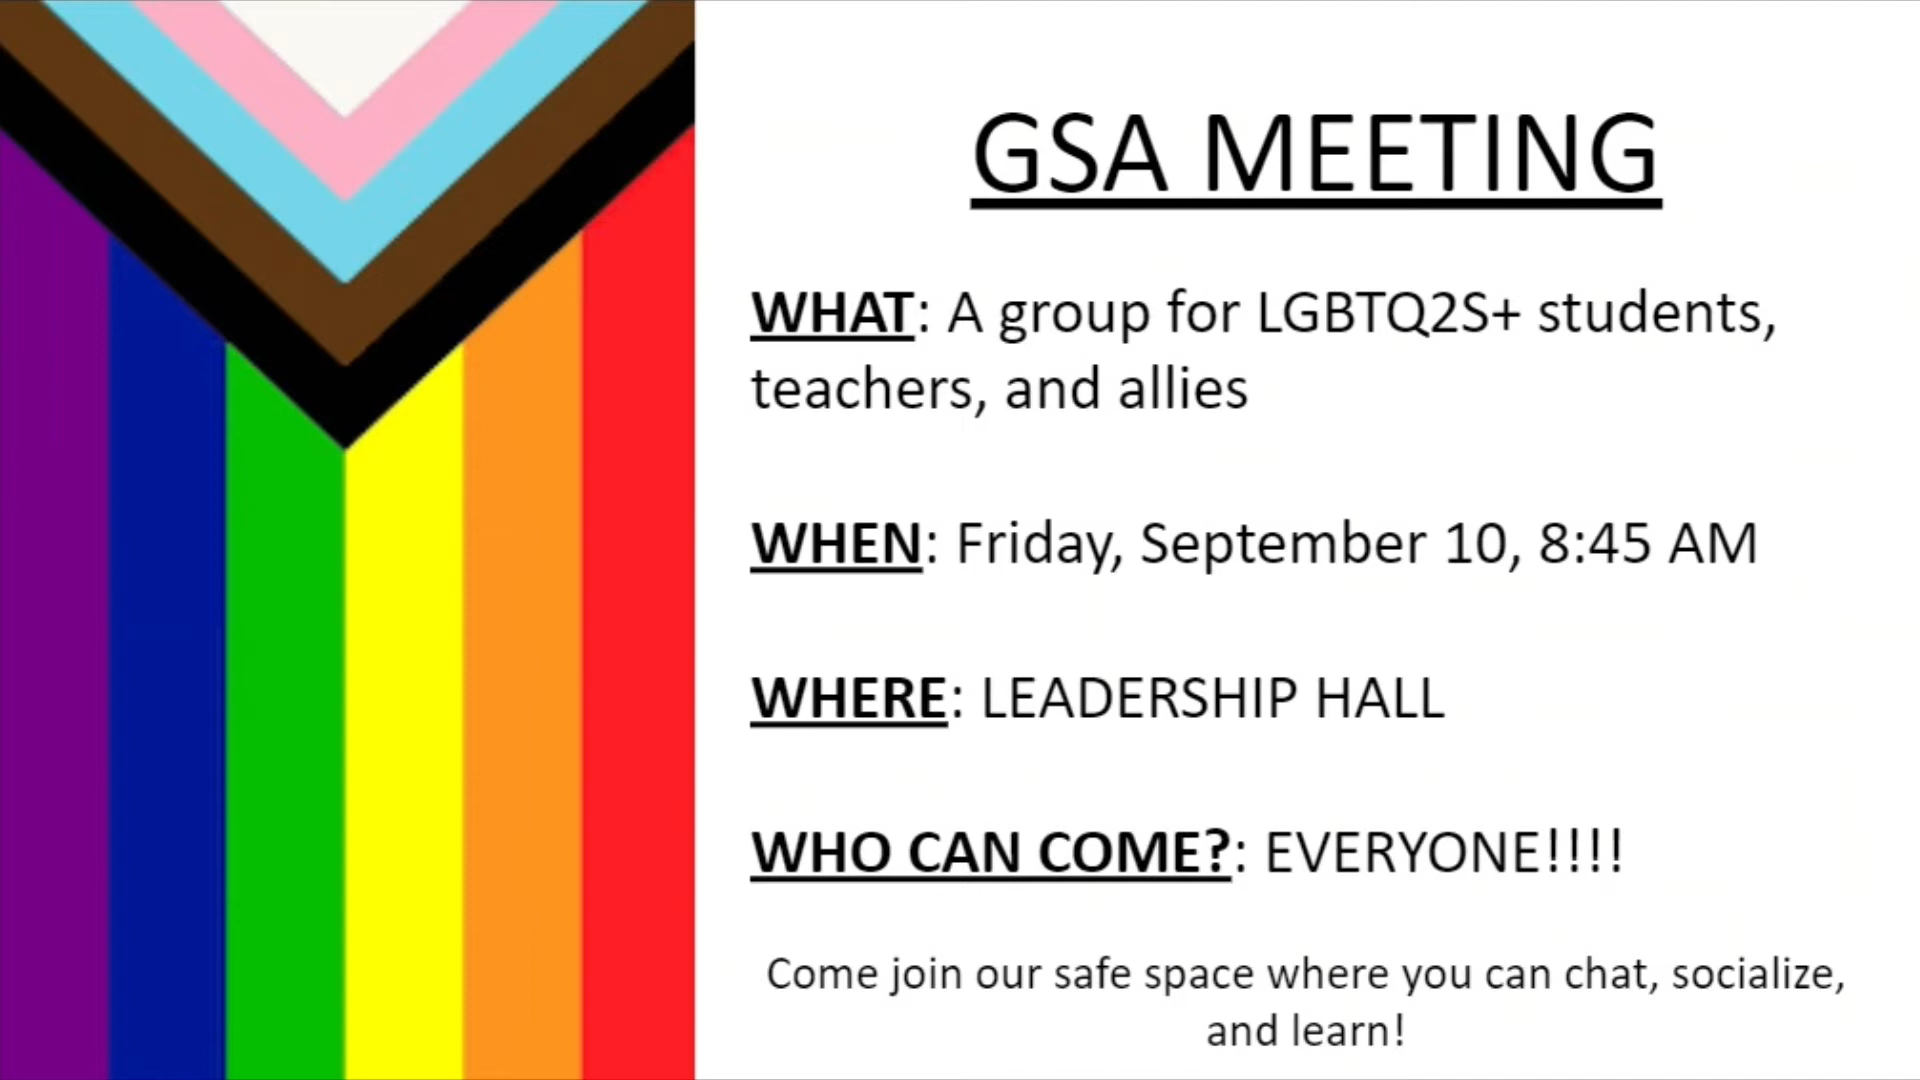 GSA MEETING
WHAT: A group for LGBTQ2S+ students,
teachers, and allies
WHEN: Friday, September 10, 8:45 AM
WHERE: LEADERSHIP HALL
WHO CAN COME?: EVERYONE!!!!
Come join our safe space where you can chat, socialize,
and learn!